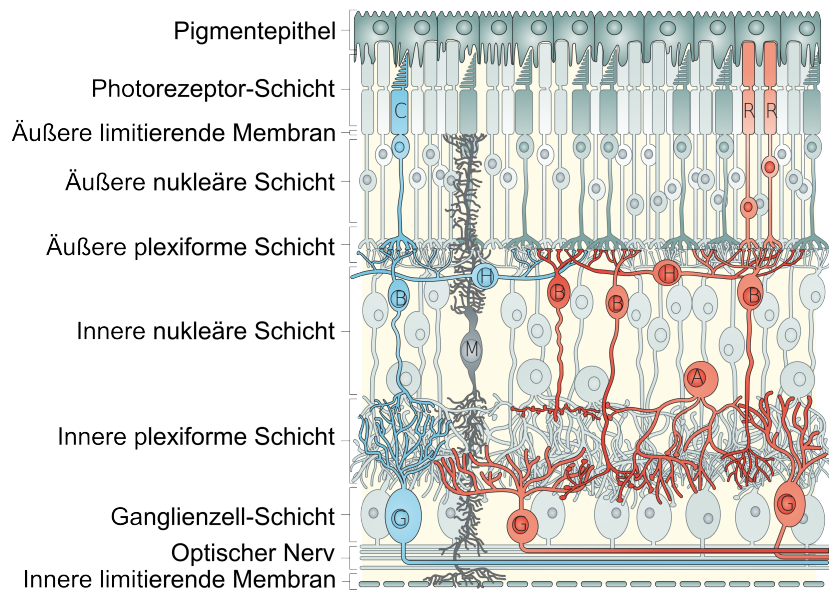 Pigmentepithel
Photorezeptor-Schicht
C
R R
Äußere limitierende Membran
Äußere nukleäre Schicht
Äußere plexiforme Schicht
H H
B B B B
Innere nukleäre Schicht
M
A
Innere plexiforme Schicht
Ganglienzell-Schicht
G G G
Optischer Nerv
Innere limitierende Membran